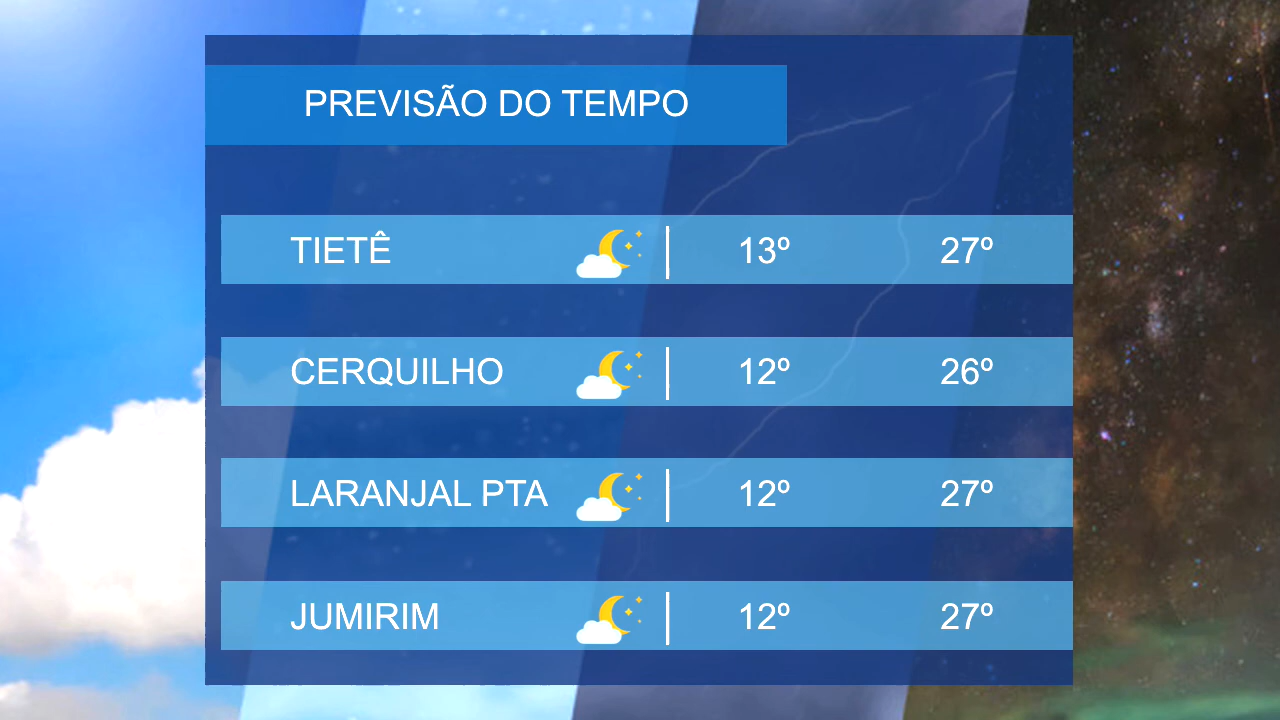 PREVISÃO DO TEMPO
TIETÊ 13º 27º
CERQUILHO 12º 26º
LARANJAL PTA 12º 27º
JUMIRIM 12º 27º